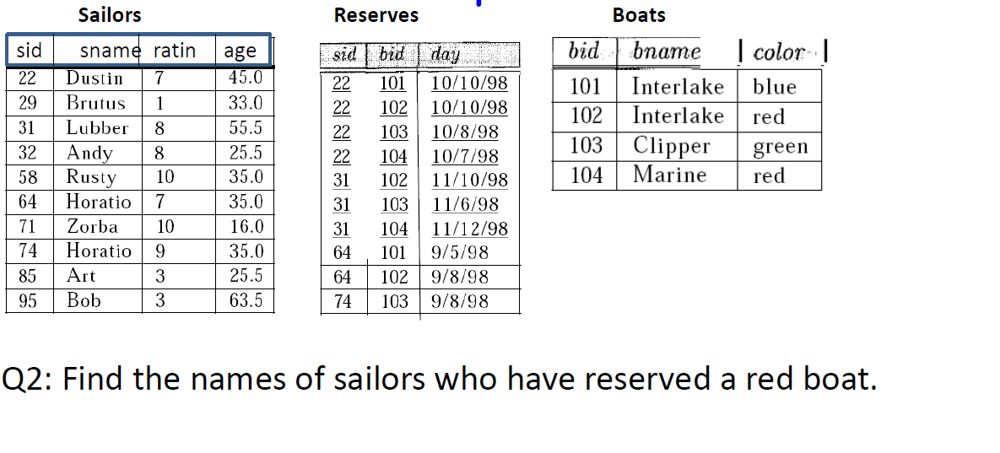 Sailors
sid sname ratin age
22 Dustin 7 45.0
29 Brutus 1 33.0
31 Lubber 8 55.5
32 Andy 8 25.5
58 Rusty 10 35.0
64 Horatio 7 35.0
71 Zorba 10 16.0
74 Horatio 9 35.0
85 Art 3 25.5
95 Bob 3 63.5
Reserves
sid bid day
22 101 10/10/98
22 102 10/10/98
22 103 10/8/98
22 104 10/7/98
31 102 11/10/98
31 103 11/6/98
31 104 11/12/98
64 101 9/5/98
64 102 9/8/98
74 103 9/8/98
Boats
bid bname color
101 Interlake blue
102 Interlake red
103 Clipper green
104 Marine red
Q2: Find the names of sailors who have reserved a red boat.